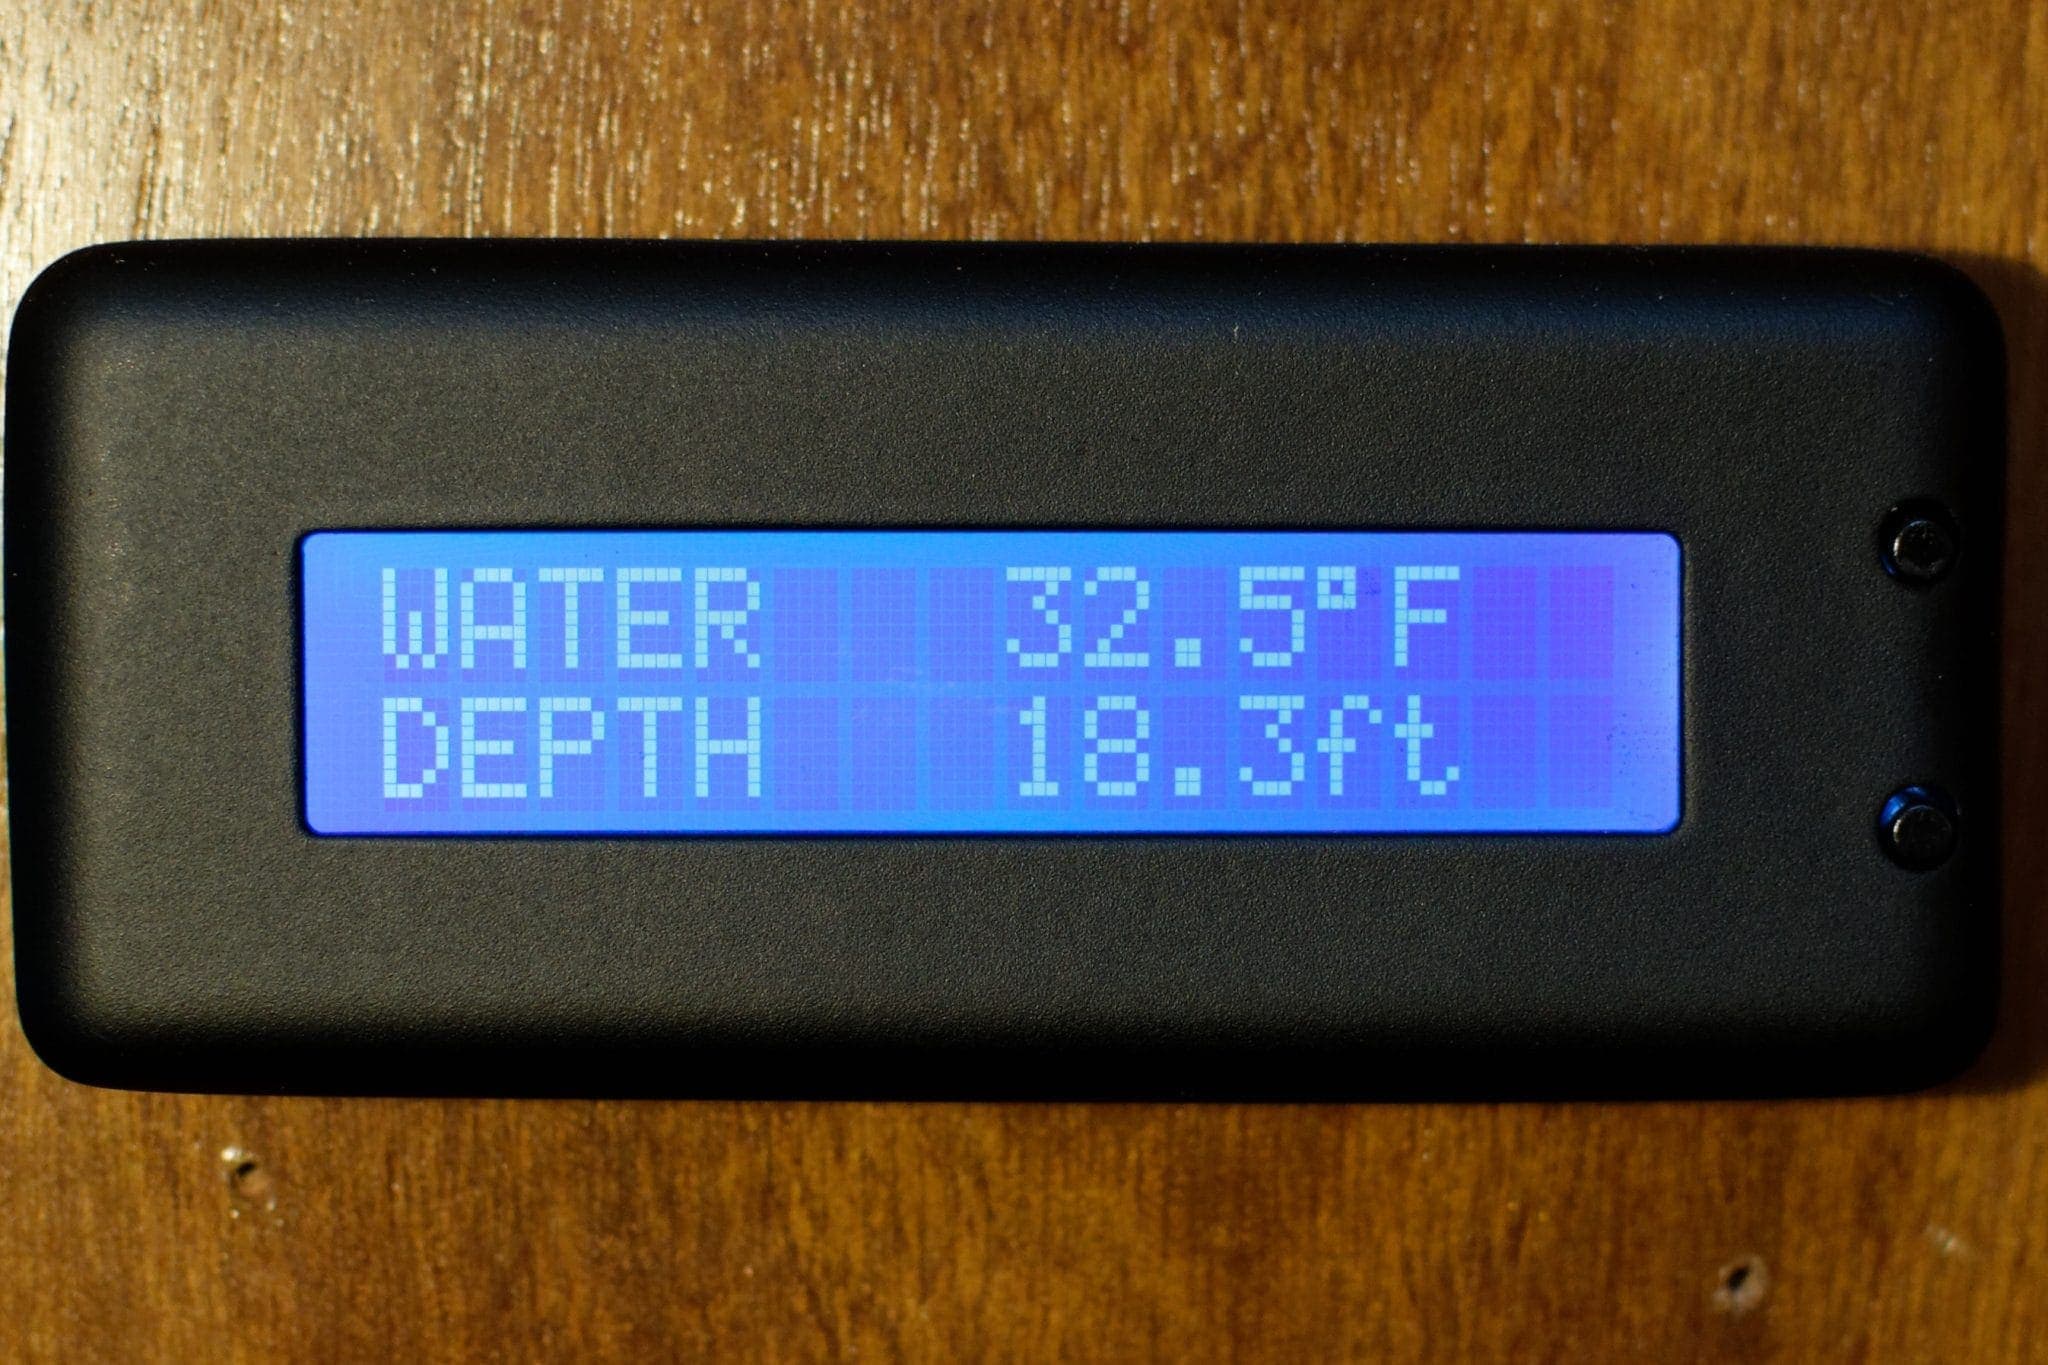 WATER 32.5°F
DEPTH 18.3ft